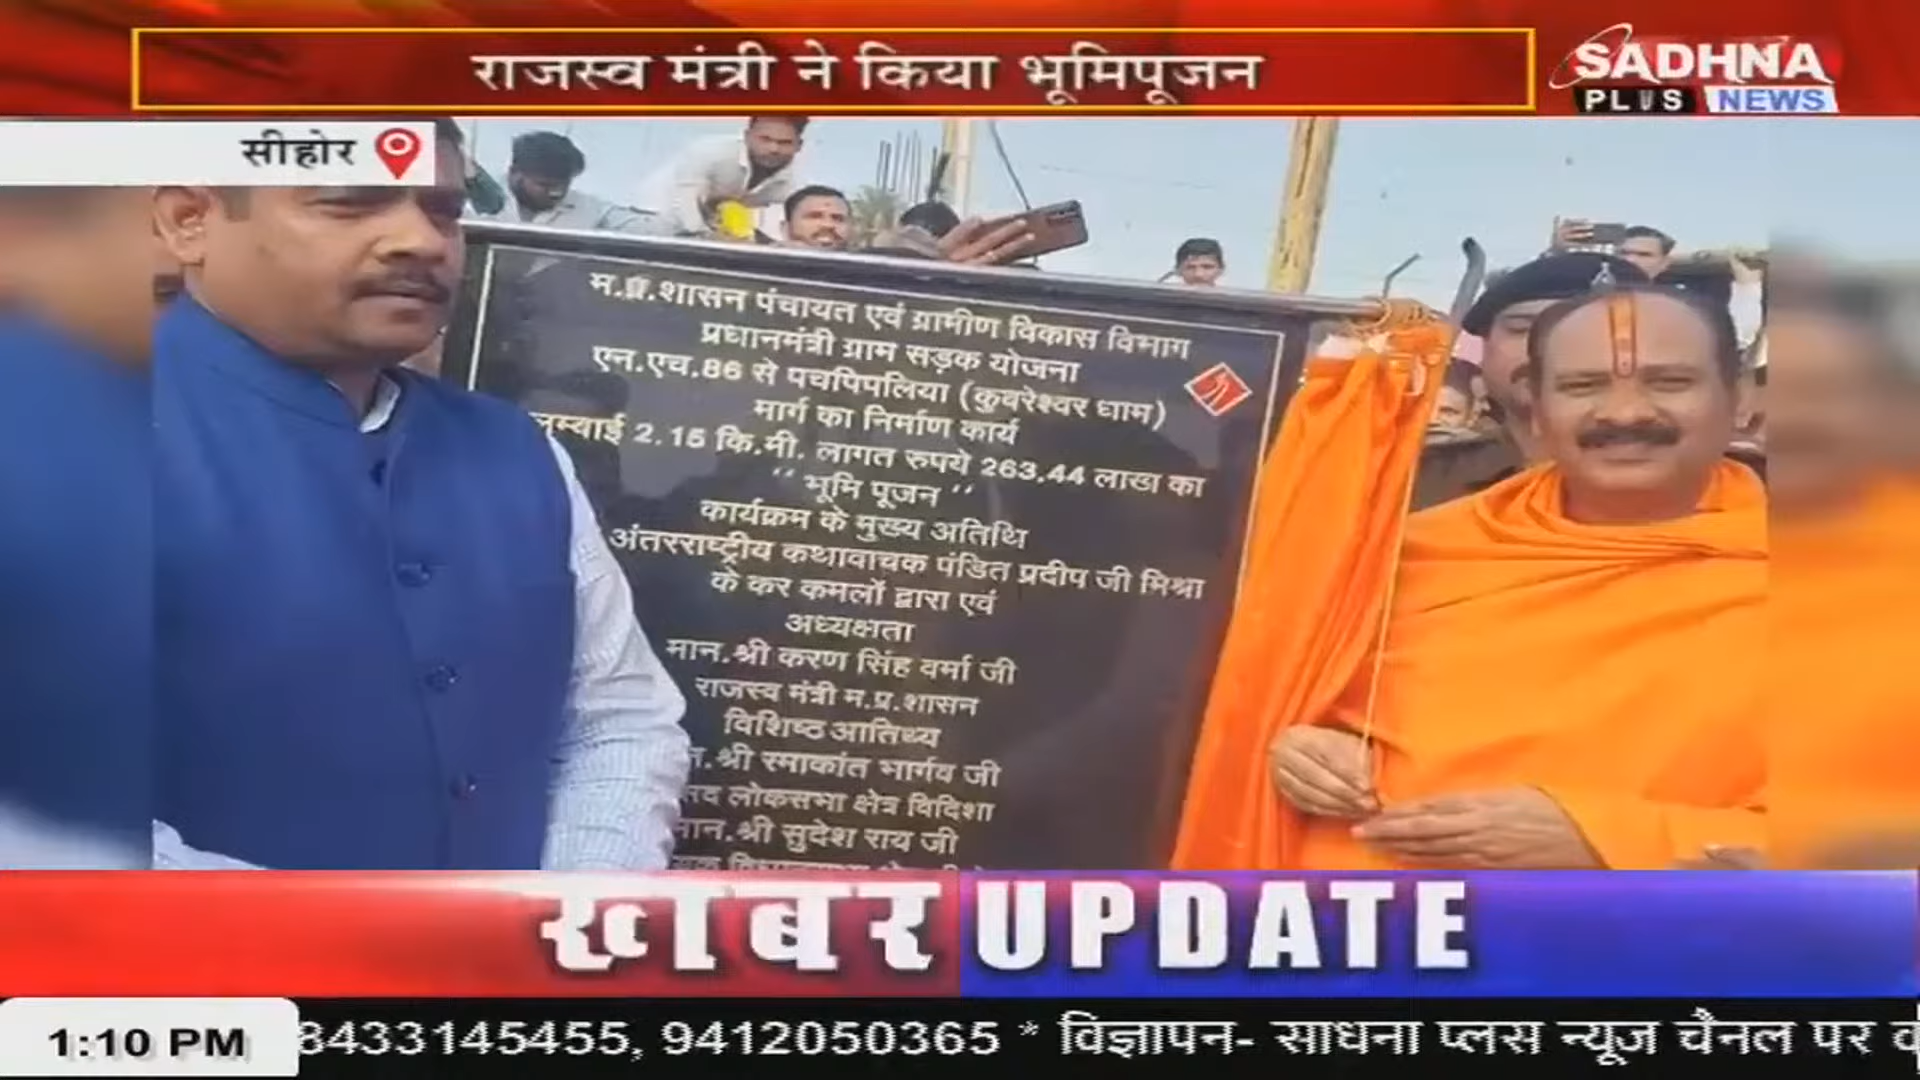 राजस्व मंत्री ने किया भूमिपूजन
SADHNA
PLUS NEWS
सीहोर
म.प्र.शासन पंचायत एवं ग्रामीण विकास विभाग
प्रधानमंत्री ग्राम सड़क योजना
एन.एच.86 से पचपिपलिया (कुवरेश्वर धाम)
मार्ग का निर्माण कार्य
लम्वाई 2.15 कि.मी. लागत रुपये 263.44 लाख का
‘‘ भूमि पूजन ’’
कार्यक्रम के मुख्य अतिथि
अंतरराष्ट्रीय कथावाचक पंडित प्रदीप जी मिश्रा
के कर कमलों द्वारा एवं
अध्यक्षता
मान.श्री करण सिंह वर्मा जी
राजस्व मंत्री म.प्र.शासन
विशिष्ठ आतिथ्य
श्री रमाकांत भार्गव जी
लोकसभा क्षेत्र विदिशा
मान.श्री सुदेश राय जी
खबर UPDATE
1:10 PM
8433145455, 9412050365 * विज्ञापन- साधना प्लस न्यूज़ चैनल पर